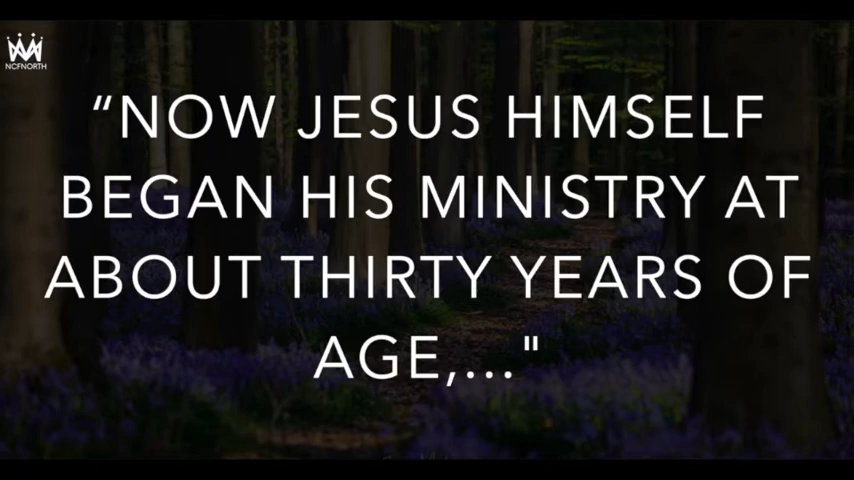 NCFNORTH
“NOW JESUS HIMSELF
BEGAN HIS MINISTRY AT
ABOUT THIRTY YEARS OF
AGE,..."